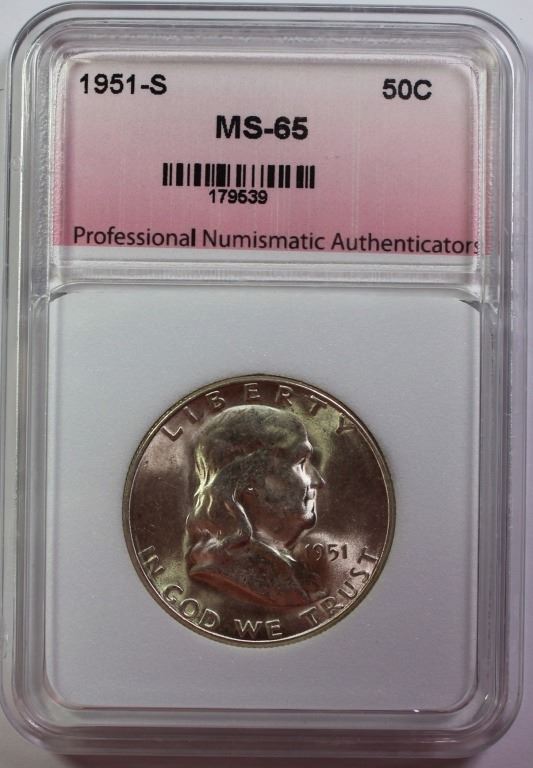 1951-S 50C
MS-65
179539
Professional Numismatic Authenticators
LIBERTY
1951
IN GOD WE TRUST